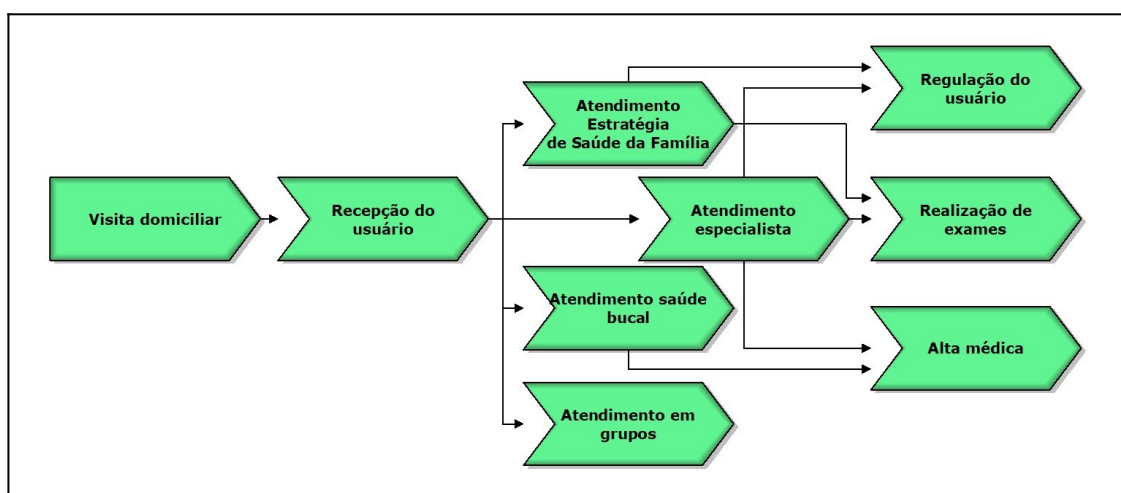 Visita domiciliar
Recepção do
usuário
Atendimento
Estratégia
de Saúde da Família
Atendimento
especialista
Atendimento saúde
bucal
Atendimento em
grupos
Regulação do
usuário
Realização de
exames
Alta médica